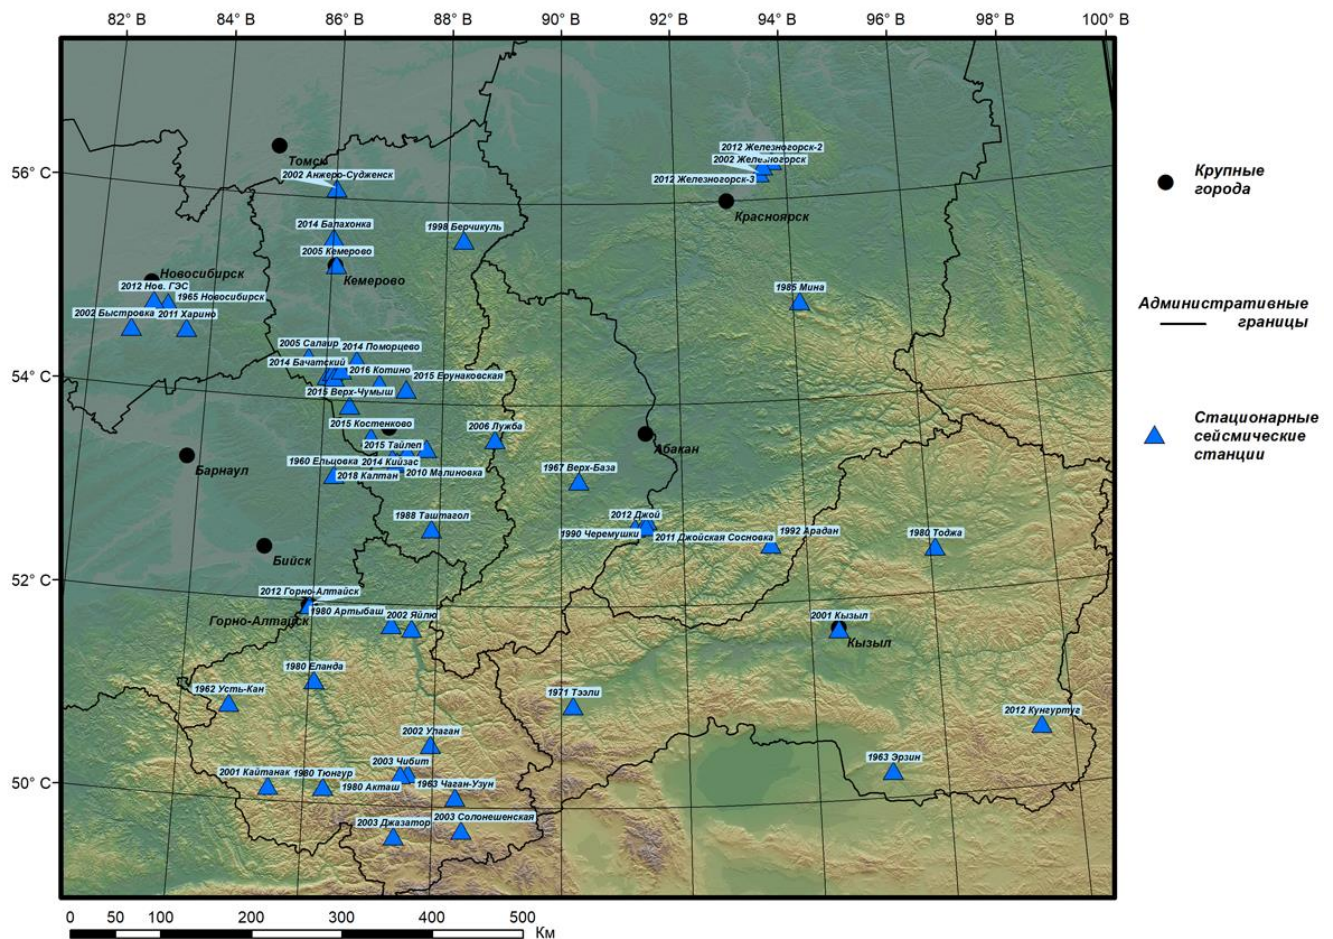 82° В
84° В
86° В
88° В
90° В
92° В
94° В
96° В
98° В
100° В
56° С
54° С
52° С
50° С
Томск
2002 Анжеро-Судженск
2012 Железногорск-2
2002 Железногорск
2012 Железногорск-3
Красноярск
2014 Балахонка
1998 Берчикуль
2005 Кемерово
Кемерово
Новосибирск
2012 Нов. ГЭС
1965 Новосибирск
2002 Быстровка
2011 Харино
1985 Мина
2005 Салаир
2014 Поморцево
2014 Бачатский
2016 Котино
2015 Ерунаковская
2015 Верх-Чумыш
2015 Костенково
2006 Лужба
Абакан
Барнаул
2015 Тайлеп
1960 Ельцовка
2014 Кийзас
2018 Калтан
2010 Малиновка
1967 Верх-База
1988 Таштагол
2012 Джой
1990 Черемушки
2011 Джойская Сосновка
1992 Арадан
1980 Тоджа
Бийск
2012 Горно-Алтайск
1980 Артыбаш
2002 Яйлю
Горно-Алтайск
2001 Кызыл
Кызыл
1980 Еланда
1962 Усть-Кан
1971 Тээли
2012 Кунгуртуг
2002 Улаган
2003 Чибит
1963 Эрзин
2001 Кайтанак
1980 Тюнгур
1980 Акташ
1963 Чаган-Узун
2003 Джазатор
2003 Солонешенская
0 50 100 200 300 400 500
Км
Крупные
города
Административные
границы
Стационарные
сейсмические
станции